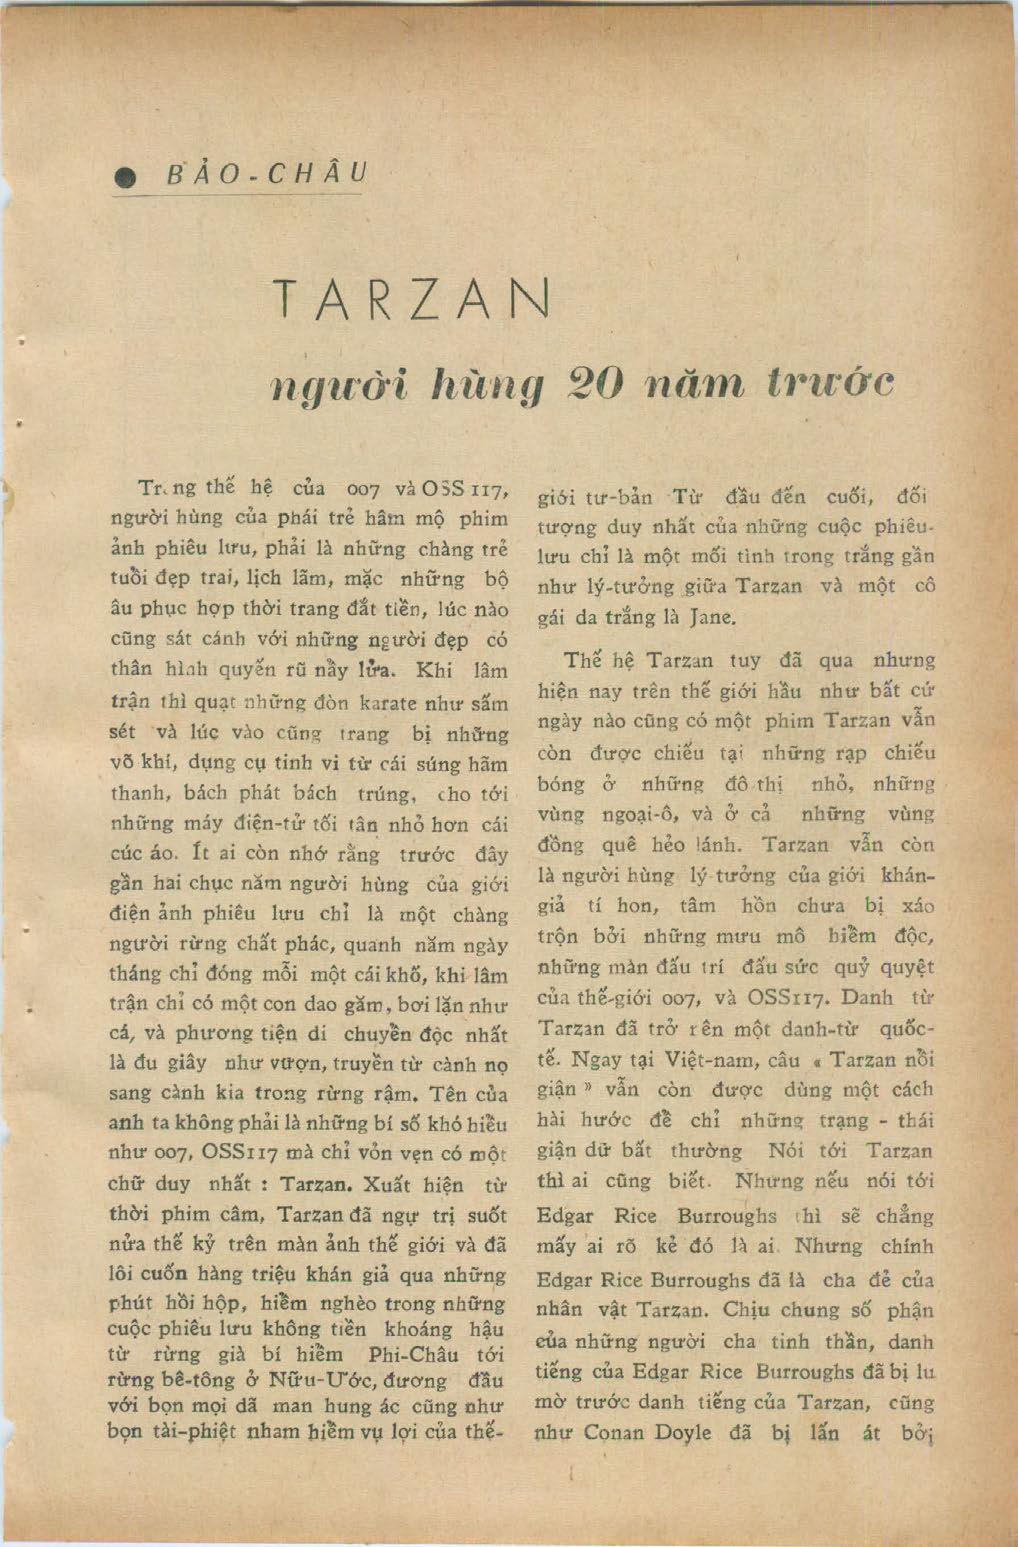 ● BẢO-CHÂU
TARZAN
người hùng 20 năm trước
Trong thế hệ của 007 và OSS 117,
người hùng của phái trẻ hâm mộ phim
ảnh phiêu lưu, phải là những chàng trẻ
tuổi đẹp trai, lịch lãm, mặc những bộ
âu phục hợp thời trang đắt tiền, lúc nào
cũng sát cánh với những người đẹp có
thân hình quyến rũ nẩy lửa. Khi lâm
trận thì quạt những đòn karate như sấm
sét và lúc vào cũng trang bị những
võ khí, dụng cụ tinh vi từ cái súng hãm
thanh, bách phát bách trúng, cho tới
những máy điện-tử tối tân nhỏ hơn cái
cúc áo. Ít ai còn nhớ rằng trước đây
gần hai chục năm người hùng của giới
điện ảnh phiêu lưu chỉ là một chàng
người rừng chất phác, quanh năm ngày
tháng chỉ đóng mỗi một cái khố, khi lâm
trận chỉ có một con dao găm, bơi lặn như
cá, và phương tiện di chuyển độc nhất
là đu giây như vượn, truyền từ cành nọ
sang cành kia trong rừng rậm. Tên của
anh ta không phải là những bí số khó hiểu
như 007, OSS117 mà chỉ vỏn vẹn có một
chữ duy nhất : Tarzan. Xuất hiện từ
thời phim câm, Tarzan đã ngự trị suốt
nửa thế kỷ trên màn ảnh thế giới và đã
lôi cuốn hàng triệu khán giả qua những
phút hồi hộp, hiểm nghèo trong những
cuộc phiêu lưu không tiền khoáng hậu
từ rừng già bí hiểm Phi-Châu tới
rừng bê-tông ở Nữu-Ước, đương đầu
với bọn mọi dã man hung ác cũng như
bọn tài-phiệt nham hiểm vụ lợi của thế-
giới tư-bản Từ đầu đến cuối, đối
tượng duy nhất của những cuộc phiêu-
lưu chỉ là một mối tình trong trắng gần
như lý-tưởng giữa Tarzan và một cô
gái da trắng là Jane.
Thế hệ Tarzan tuy đã qua nhưng
hiện nay trên thế giới hầu như bất cứ
ngày nào cũng có một phim Tarzan vẫn
còn được chiếu tại những rạp chiếu
bóng ở những đô thị nhỏ, những
vùng ngoại-ô, và ở cả những vùng
đồng quê hẻo lánh. Tarzan vẫn còn
là người hùng lý tưởng của giới khán-
giả tí hon, tâm hồn chưa bị xáo
trộn bởi những mưu mô hiểm độc,
những màn đấu trí đấu sức quỷ quyệt
của thế-giới 007, và OSS117. Danh từ
Tarzan đã trở nên một danh-từ quốc-
tế. Ngay tại Việt-nam, câu « Tarzan nổi
giận » vẫn còn được dùng một cách
hài hước để chỉ những trạng - thái
giận dữ bất thường Nói tới Tarzan
thì ai cũng biết. Nhưng nếu nói tới
Edgar Rice Burroughs thì sẽ chẳng
mấy ai rõ kẻ đó là ai. Nhưng chính
Edgar Rice Burroughs đã là cha đẻ của
nhân vật Tarzan. Chịu chung số phận
của những người cha tinh thần, danh
tiếng của Edgar Rice Burroughs đã bị lu
mờ trước danh tiếng của Tarzan, cũng
như Conan Doyle đã bị lấn át bởi